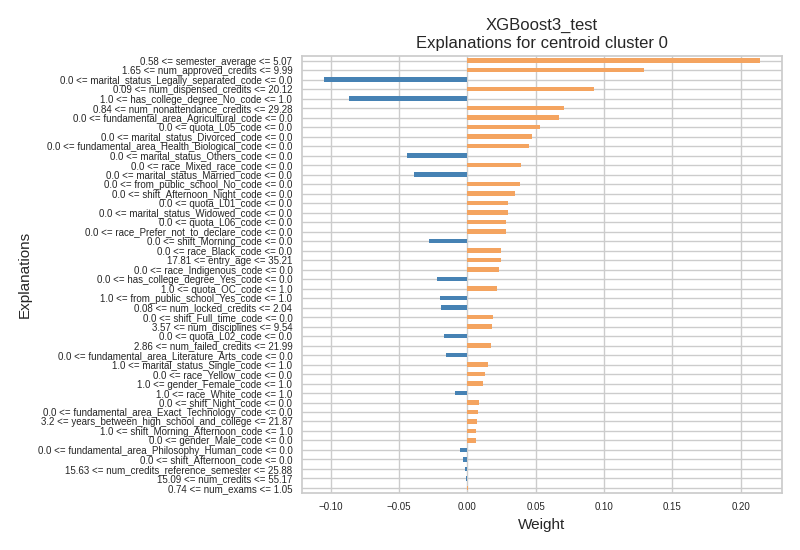 XGBoost3_test
Explanations for centroid cluster 0
0.58 <= semester_average <= 5.07
1.65 <= num_approved_credits <= 9.99
0.0 <= marital_status_Legally_separated_code <= 0.0
0.09 <= num_dispensed_credits <= 20.12
1.0 <= has_college_degree_No_code <= 1.0
0.84 <= num_nonattendance_credits <= 29.28
0.0 <= fundamental_area_Agricultural_code <= 0.0
0.0 <= quota_L05_code <= 0.0
0.0 <= marital_status_Divorced_code <= 0.0
0.0 <= fundamental_area_Health_Biological_code <= 0.0
0.0 <= marital_status_Others_code <= 0.0
0.0 <= race_Mixed_race_code <= 0.0
0.0 <= marital_status_Married_code <= 0.0
0.0 <= from_public_school_No_code <= 0.0
0.0 <= shift_Afternoon_Night_code <= 0.0
0.0 <= quota_L01_code <= 0.0
0.0 <= marital_status_Widowed_code <= 0.0
0.0 <= quota_L06_code <= 0.0
0.0 <= race_Prefer_not_to_declare_code <= 0.0
0.0 <= shift_Morning_code <= 0.0
0.0 <= race_Black_code <= 0.0
17.81 <= entry_age <= 35.21
0.0 <= race_Indigenous_code <= 0.0
0.0 <= has_college_degree_Yes_code <= 0.0
1.0 <= quota_OC_code <= 1.0
1.0 <= from_public_school_Yes_code <= 1.0
0.08 <= num_locked_credits <= 2.04
0.0 <= shift_Full_time_code <= 0.0
3.57 <= num_disciplines <= 9.54
0.0 <= quota_L02_code <= 0.0
2.86 <= num_failed_credits <= 21.99
0.0 <= fundamental_area_Literature_Arts_code <= 0.0
1.0 <= marital_status_Single_code <= 1.0
0.0 <= race_Yellow_code <= 0.0
1.0 <= gender_Female_code <= 1.0
1.0 <= race_White_code <= 1.0
0.0 <= shift_Night_code <= 0.0
0.0 <= fundamental_area_Exact_Technology_code <= 0.0
3.2 <= years_between_high_school_and_college <= 21.87
1.0 <= shift_Morning_Afternoon_code <= 1.0
0.0 <= gender_Male_code <= 0.0
0.0 <= fundamental_area_Philosophy_Human_code <= 0.0
0.0 <= shift_Afternoon_code <= 0.0
15.63 <= num_credits_reference_semester <= 25.88
15.09 <= num_credits <= 55.17
0.74 <= num_exams <= 1.05
Explanations
−0.10 −0.05 0.00 0.05 0.10 0.15 0.20
Weight